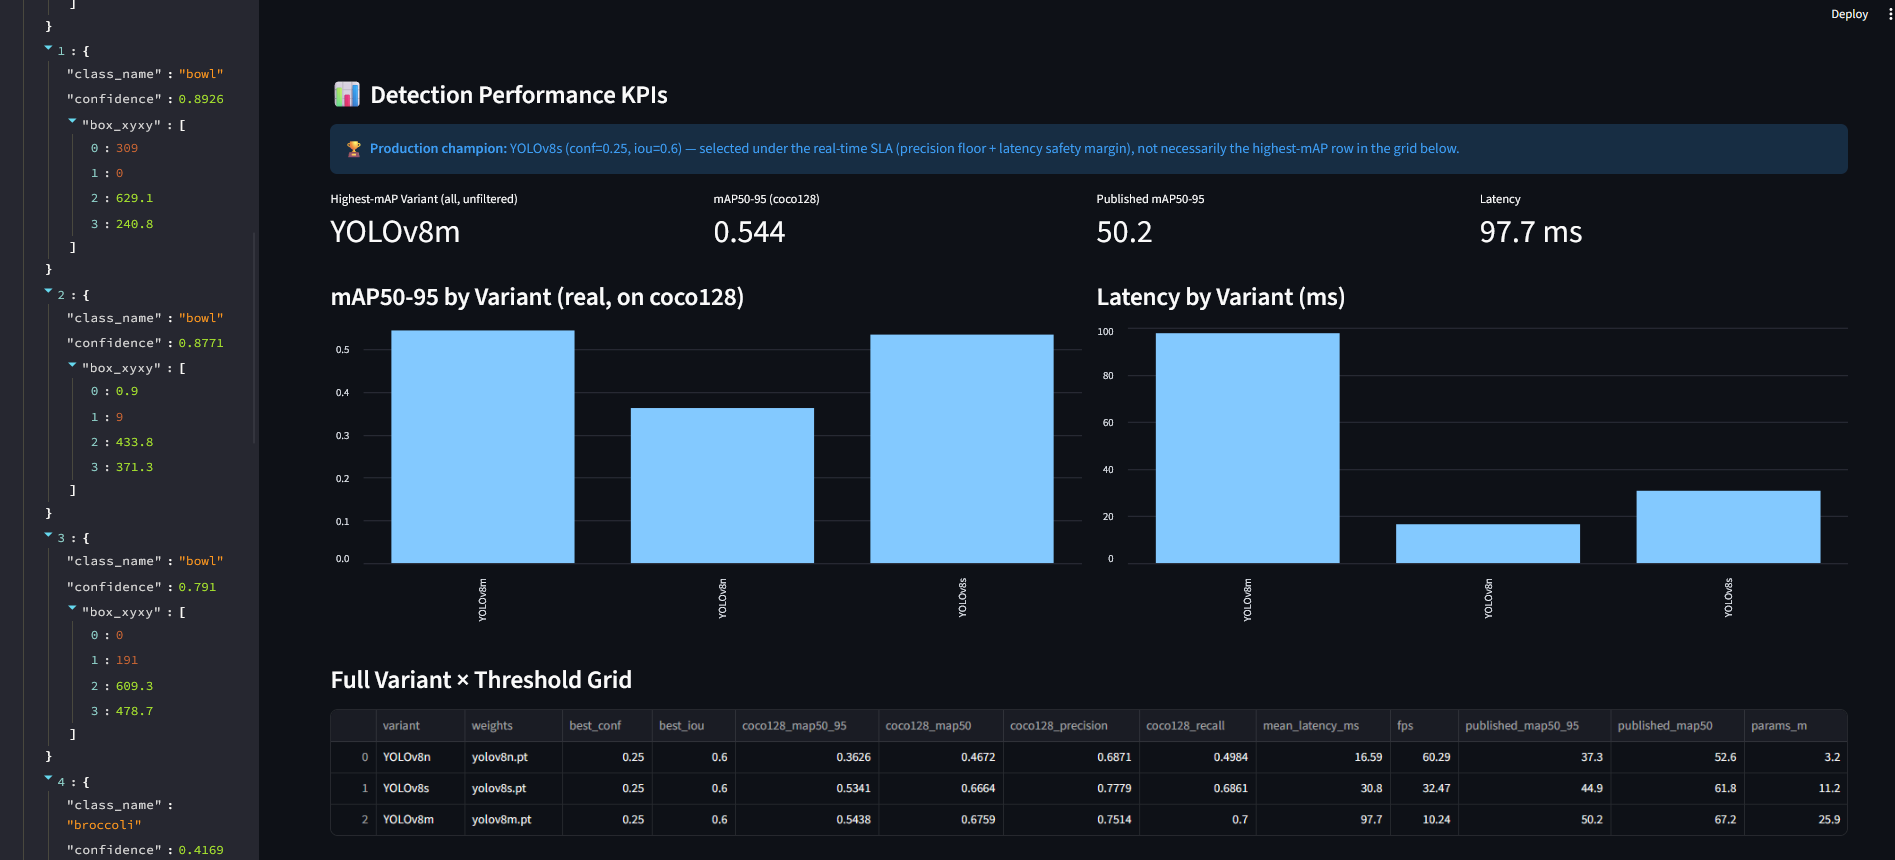 ]
}
1 : {
"class_name" : "bowl"
"confidence" : 0.8926
"box_xyxy" : [
0 : 309
1 : 0
2 : 629.1
3 : 240.8
]
}
2 : {
"class_name" : "bowl"
"confidence" : 0.8771
"box_xyxy" : [
0 : 0.9
1 : 9
2 : 433.8
3 : 371.3
]
}
3 : {
"class_name" : "bowl"
"confidence" : 0.791
"box_xyxy" : [
0 : 0
1 : 191
2 : 609.3
3 : 478.7
]
}
4 : {
"class_name" :
"broccoli"
"confidence" : 0.4169
Deploy
Detection Performance KPIs
Production champion: YOLOv8s (conf=0.25, iou=0.6) — selected under the real-time SLA (precision floor + latency safety margin), not necessarily the highest-mAP row in the grid below.
Highest-mAP Variant (all, unfiltered)
YOLOv8m
mAP50-95 (coco128)
0.544
Published mAP50-95
50.2
Latency
97.7 ms
mAP50-95 by Variant (real, on coco128)
0.5
0.4
0.3
0.2
0.1
0.0
YOLOv8m
YOLOv8n
YOLOv8s
Latency by Variant (ms)
100
80
60
40
20
0
YOLOv8m
YOLOv8n
YOLOv8s
Full Variant × Threshold Grid
variant weights best_conf best_iou coco128_map50_95 coco128_map50 coco128_precision coco128_recall mean_latency_ms fps published_map50_95 published_map50 params_m
0 YOLOv8n yolov8n.pt 0.25 0.6 0.3626 0.4672 0.6871 0.4984 16.59 60.29 37.3 52.6 3.2
1 YOLOv8s yolov8s.pt 0.25 0.6 0.5341 0.6664 0.7779 0.6861 30.8 32.47 44.9 61.8 11.2
2 YOLOv8m yolov8m.pt 0.25 0.6 0.5438 0.6759 0.7514 0.7 97.7 10.24 50.2 67.2 25.9